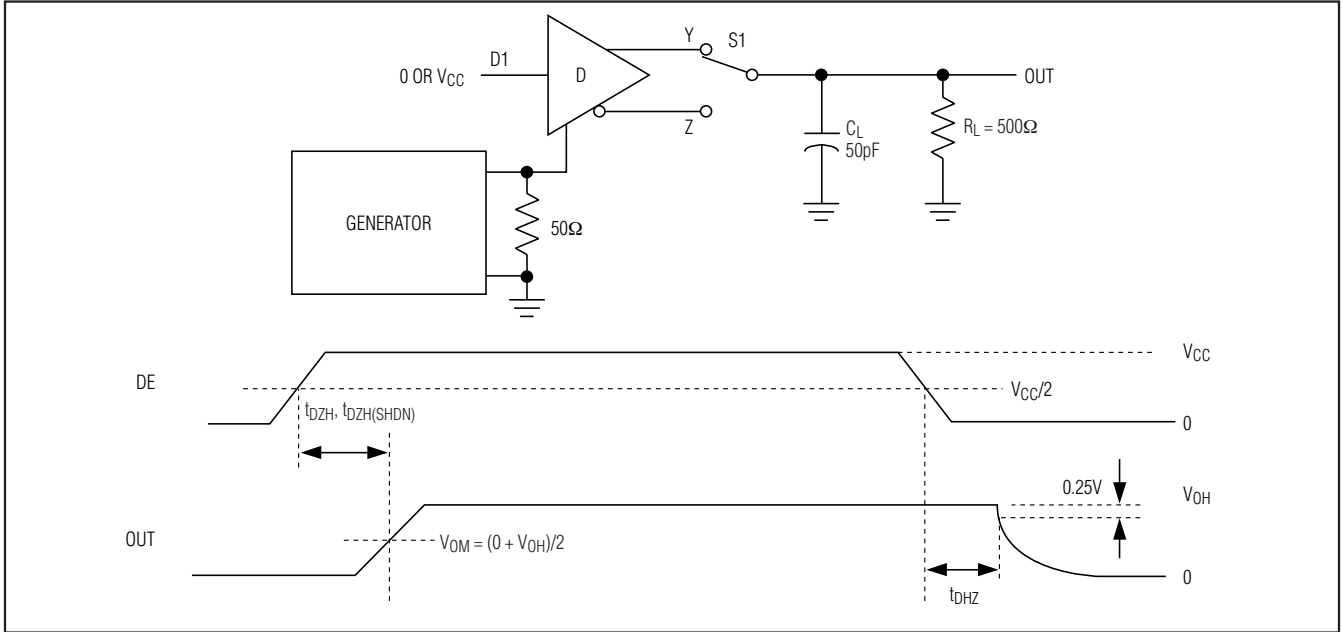 Y
S1
D1
0 OR VCC
D
OUT
Z
CL
50pF
RL = 500Ω
GENERATOR
50Ω
VCC
DE
VCC/2
tDZH, tDZH(SHDN)
0
0.25V
VOH
OUT
VOM = (0 + VOH)/2
0
tDHZ